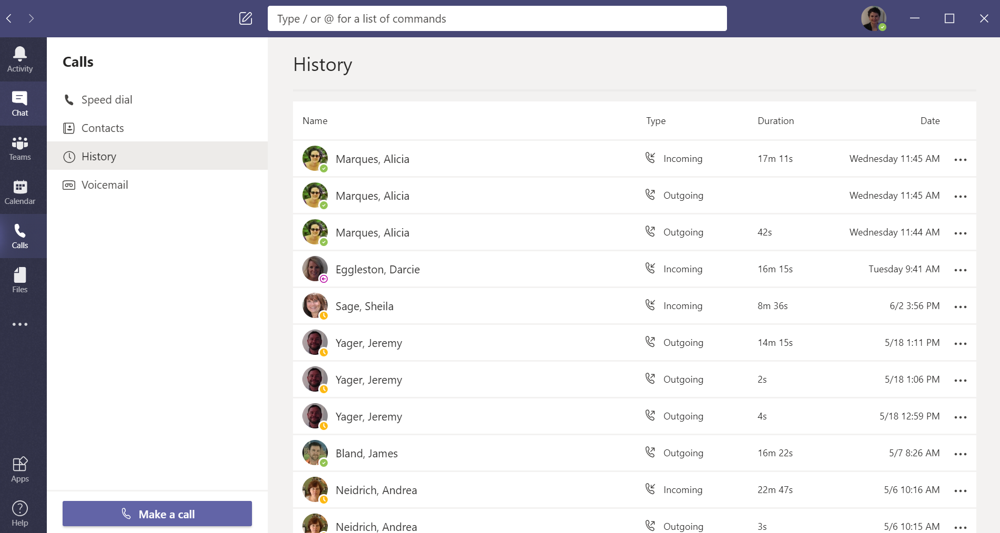 Type / or @ for a list of commands
Activity
Chat
Teams
Calendar
Calls
Files
Apps
Help
Calls
Speed dial
Contacts
History
Voicemail
Make a call
History
Name Type Duration Date
Marques, Alicia Incoming 17m 11s Wednesday 11:45 AM
Marques, Alicia Outgoing Wednesday 11:45 AM
Marques, Alicia Outgoing 42s Wednesday 11:44 AM
Eggleston, Darcie Incoming 16m 15s Tuesday 9:41 AM
Sage, Sheila Incoming 8m 36s 6/2 3:56 PM
Yager, Jeremy Outgoing 14m 15s 5/18 1:11 PM
Yager, Jeremy Outgoing 2s 5/18 1:06 PM
Yager, Jeremy Outgoing 4s 5/18 12:59 PM
Bland, James Outgoing 16m 22s 5/7 8:26 AM
Neidrich, Andrea Incoming 22m 47s 5/6 10:16 AM
Neidrich, Andrea Outgoing 3s 5/6 10:15 AM